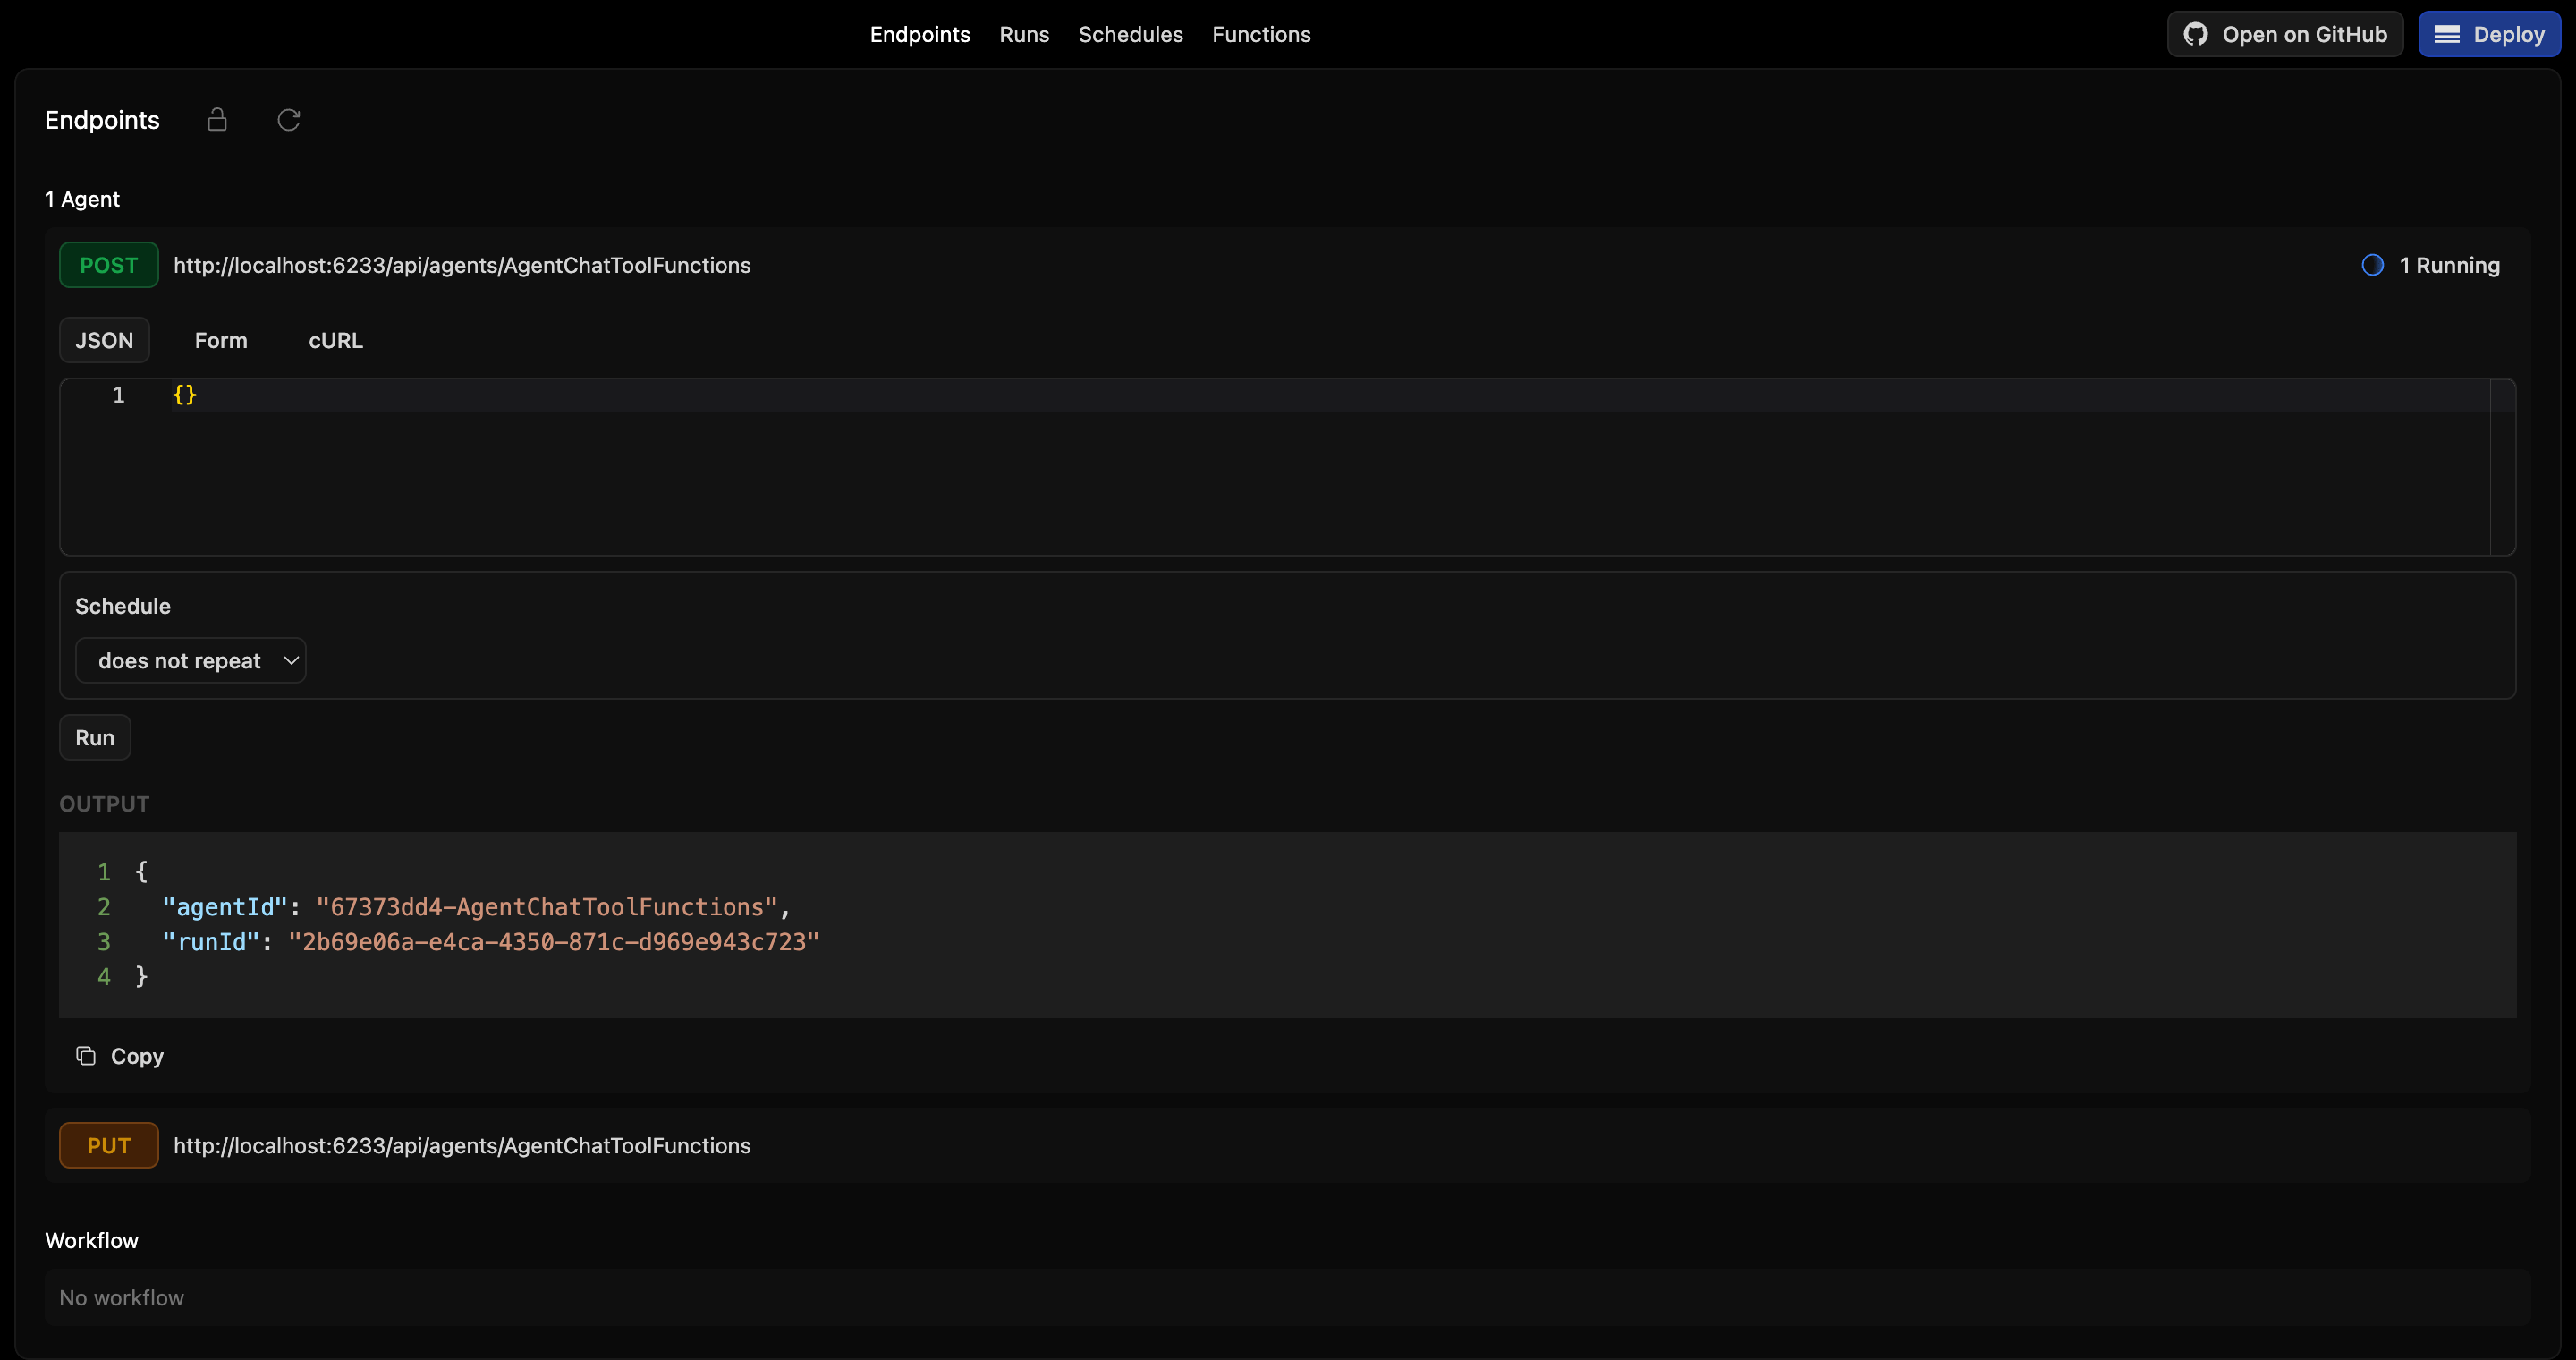 Endpoints Runs Schedules Functions Open on GitHub Deploy
Endpoints
1 Agent
POST http://localhost:6233/api/agents/AgentChatToolFunctions 1 Running
JSON Form cURL
1 {}
Schedule
does not repeat
Run
OUTPUT
1 {
2 "agentId": "67373dd4-AgentChatToolFunctions",
3 "runId": "2b69e06a-e4ca-4350-871c-d969e943c723"
4 }
Copy
PUT http://localhost:6233/api/agents/AgentChatToolFunctions
Workflow
No workflow